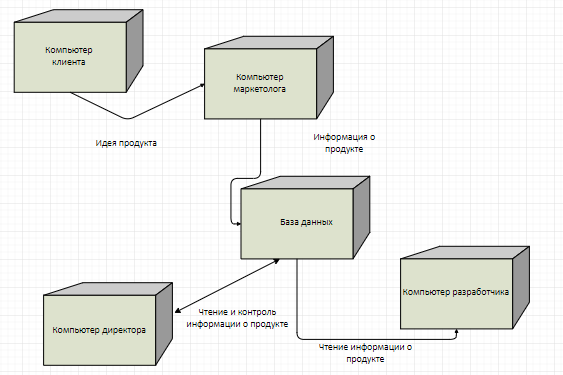 Компьютер
клиента
Компьютер
маркетолога
Идея продукта
Информация о
продукте
База данных
Компьютер разработчика
Компьютер директора
Чтение и контроль
информации о продукте
Чтение информации о
продукте